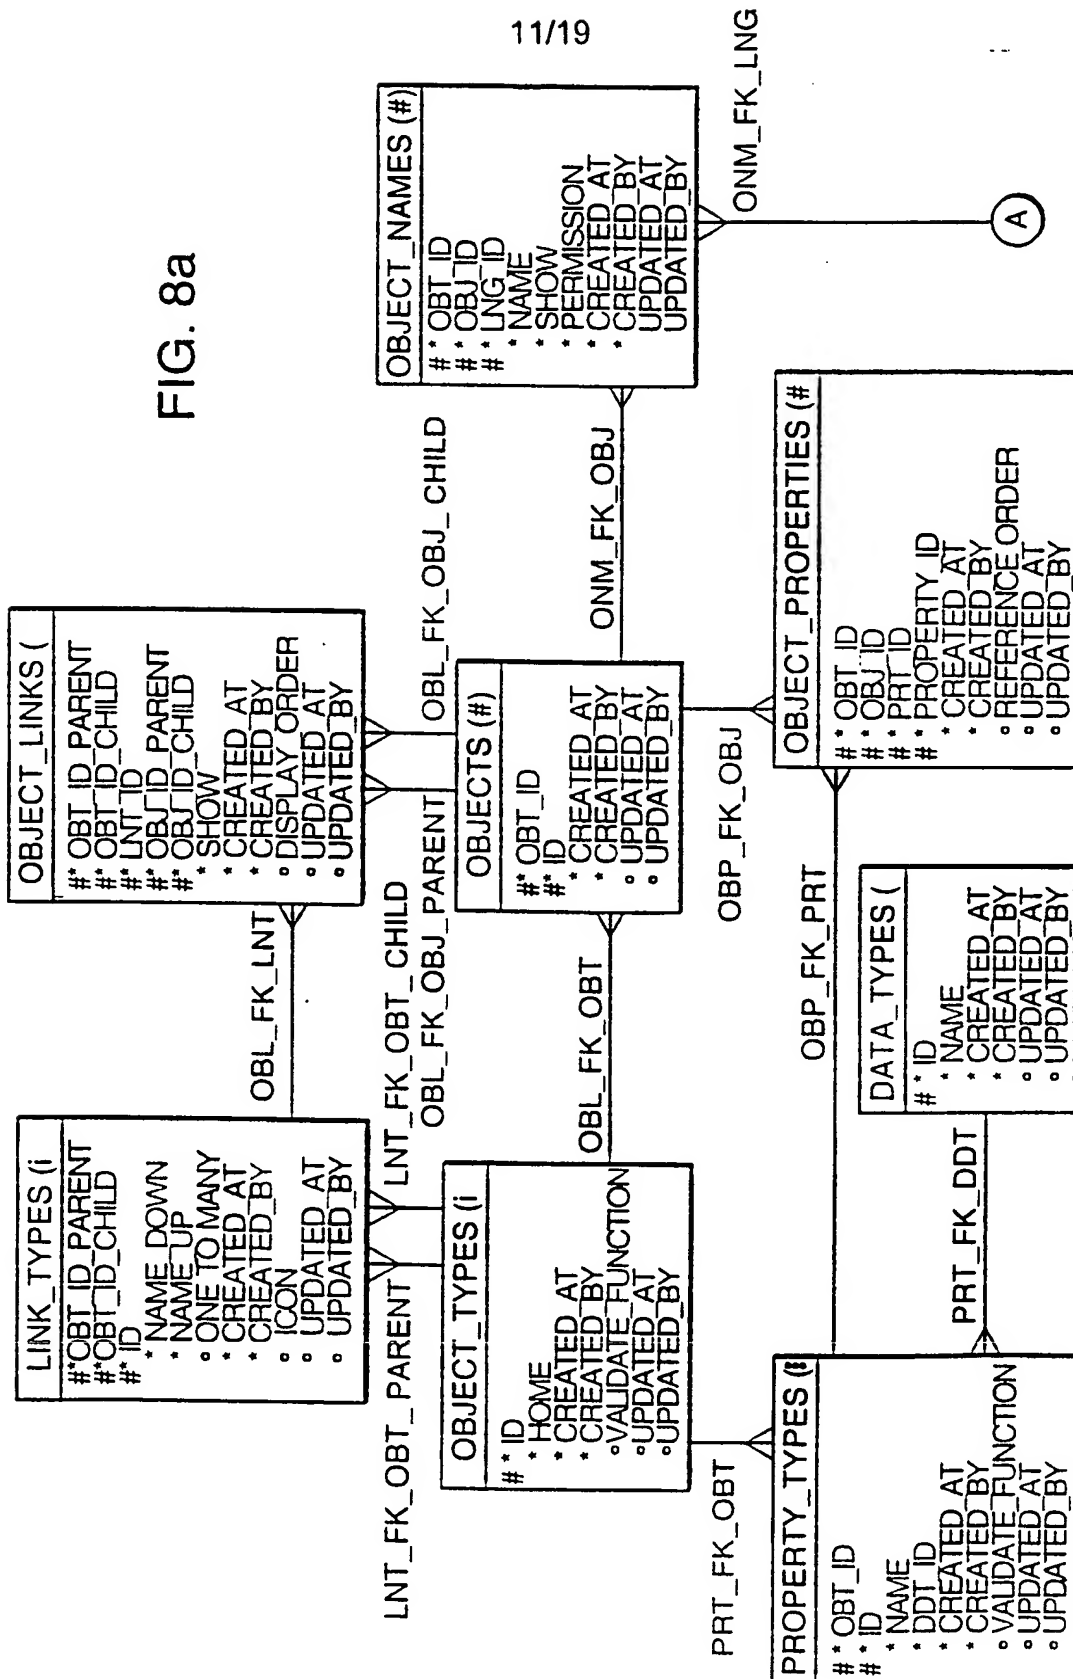 11/19
FIG. 8a
LINK_TYPES (i
#*OBT_ID_PARENT
#*OBT_ID_CHILD
#* ID
* NAME_DOWN
* NAME_UP
° ONE TO MANY
* CREATED_AT
* CREATED_BY
° ICON
° UPDATED_AT
° UPDATED_BY
OBL_FK_LNT
OBJECT_LINKS (
#* OBT_ID_PARENT
#* OBT_ID_CHILD
#* LNT_ID
#* OBJ_ID_PARENT
#* OBJ_ID_CHILD
* SHOW
* CREATED_AT
* CREATED_BY
° DISPLAY_ORDER
° UPDATED_AT
° UPDATED_BY
LNT_FK_OBT_PARENT
LNT_FK_OBT_CHILD
OBL_FK_OBJ_PARENT
OBL_FK_OBJ_CHILD
OBJECT_TYPES (i
#* ID
* HOME
* CREATED_AT
* CREATED_BY
°VALIDATE_FUNCTION
°UPDATED_AT
°UPDATED_BY
OBL_FK_OBT
OBJECTS (#)
#* OBT_ID
#* ID
* CREATED_AT
* CREATED_BY
° UPDATED_AT
° UPDATED_BY
ONM_FK_OBJ
OBJECT_NAMES (#)
#* OBT_ID
#* OBJ_ID
#* LNG_ID
* NAME
* SHOW
* PERMISSION
* CREATED_AT
* CREATED_BY
UPDATED_AT
UPDATED_BY
ONM_FK_LNG
A
PRT_FK_OBT
OBP_FK_OBJ
OBP_FK_PRT
PROPERTY_TYPES (
#* OBT_ID
#* ID
* NAME
* DDT_ID
* CREATED_AT
* CREATED_BY
° VALIDATE_FUNCTION
° UPDATED_AT
° UPDATED_BY
PRT_FK_DDT
DATA_TYPES (
#* ID
* NAME
* CREATED_AT
* CREATED_BY
° UPDATED_AT
° UPDATED_BY
OBJECT_PROPERTIES (#
#* OBT_ID
#* OBJ_ID
#* PRT_ID
#* PROPERTY_ID
* CREATED_AT
* CREATED_BY
° REFERENCE_ORDER
° UPDATED_AT
° UPDATED_BY